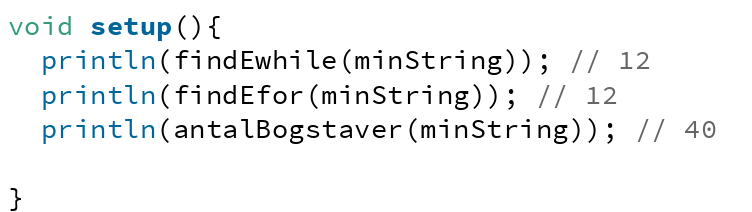 void setup(){
  println(findEwhile(minString)); // 12
  println(findEfor(minString)); // 12
  println(antalBogstaver(minString)); // 40
}